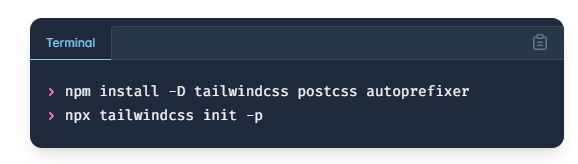 Terminal
> npm install -D tailwindcss postcss autoprefixer
> npx tailwindcss init -p